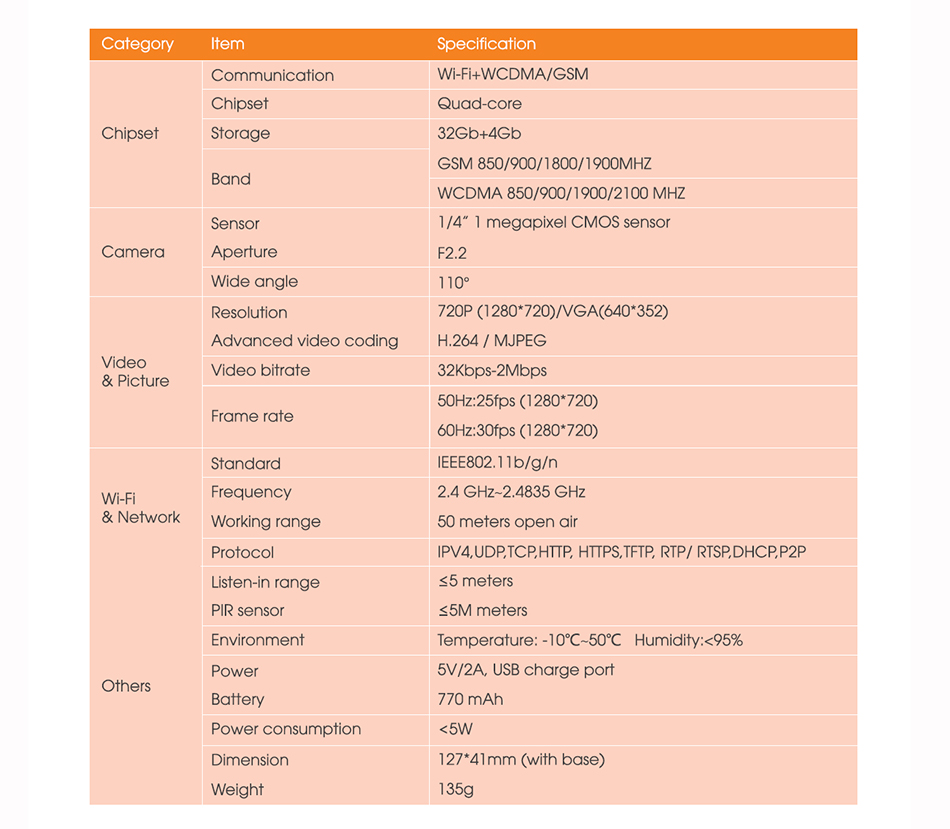 Category Item Specification
Communication Wi-Fi+WCDMA/GSM
Chipset Quad-core
Chipset Storage 32Gb+4Gb
Band GSM 850/900/1800/1900MHZ
WCDMA 850/900/1900/2100 MHZ
Sensor 1/4” 1 megapixel CMOS sensor
Camera Aperture F2.2
Wide angle 110°
Resolution 720P (1280*720)/VGA(640*352)
Advanced video coding H.264 / MJPEG
Video
& Picture
Video bitrate 32Kbps-2Mbps
Frame rate 50Hz:25fps (1280*720)
60Hz:30fps (1280*720)
Standard IEEE802.11b/g/n
Wi-Fi
& Network
Frequency 2.4 GHz~2.4835 GHz
Working range 50 meters open air
Protocol IPV4,UDP,TCP,HTTP, HTTPS,TFTP, RTP/ RTSP,DHCP,P2P
Listen-in range ≤5 meters
PIR sensor ≤5M meters
Environment Temperature: -10℃~50℃ Humidity:<95%
Others
Power 5V/2A, USB charge port
Battery 770 mAh
Power consumption <5W
Dimension 127*41mm (with base)
Weight 135g